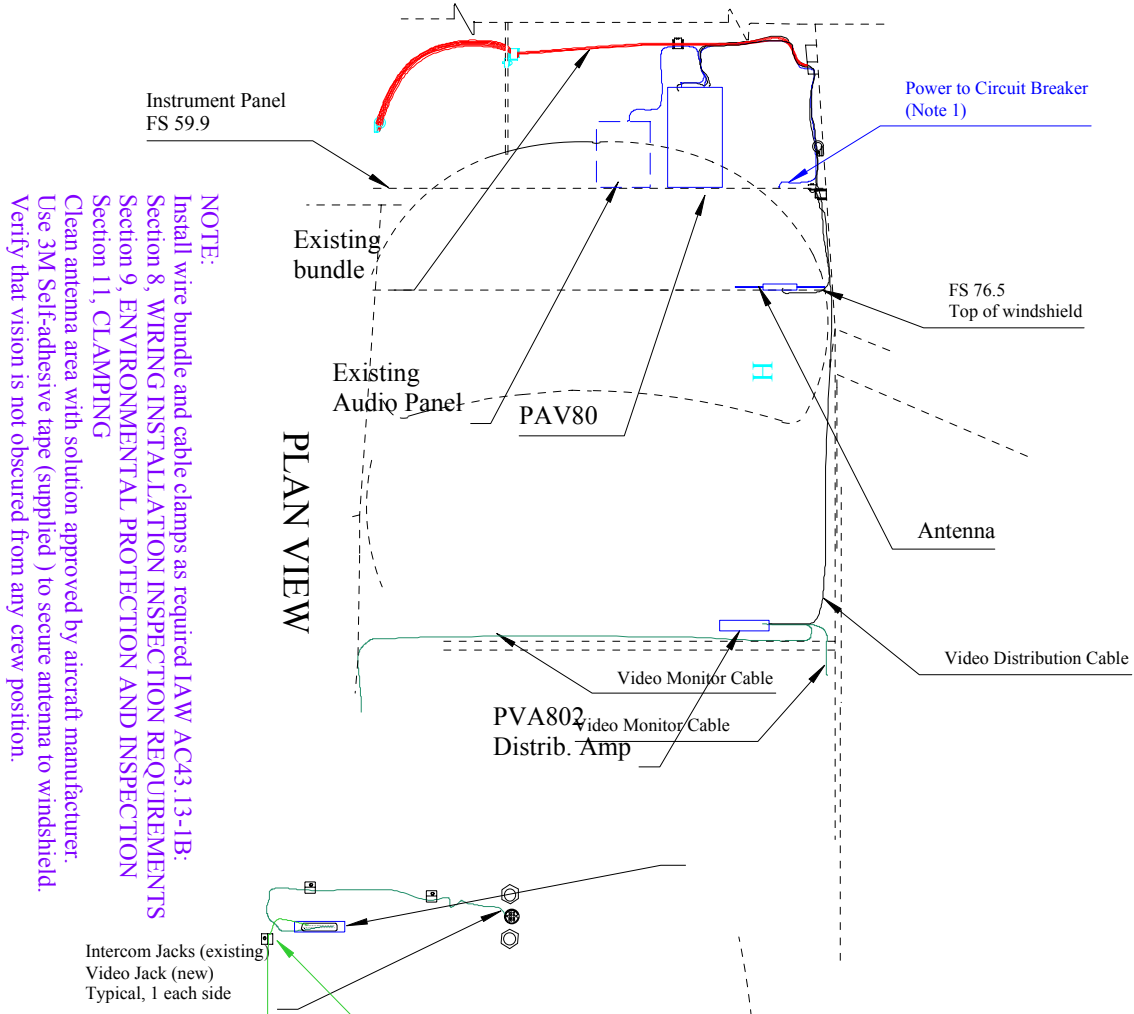 Instrument Panel
FS 59.9
Power to Circuit Breaker
(Note 1)
NOTE:
Install wire bundle and cable clamps as required IAW AC43.13-1B:
Section 8, WIRING INSTALLATION INSPECTION REQUIREMENTS
Section 9, ENVIRONMENTAL PROTECTION AND INSPECTION
Section 11, CLAMPING
Clean antenna area with solution approved by aircraft manufacturer.
Use 3M Self-adhesive tape (supplied ) to secure antenna to windshield.
Verify that vision is not obscured from any crew position.
Existing
bundle
FS 76.5
Top of windshield
H
Existing
Audio Panel
PAV80
PLAN VIEW
Antenna
Video Distribution Cable
Video Monitor Cable
PVA802
Distrib. Amp
Video Monitor Cable
Intercom Jacks (existing)
Video Jack (new)
Typical, 1 each side